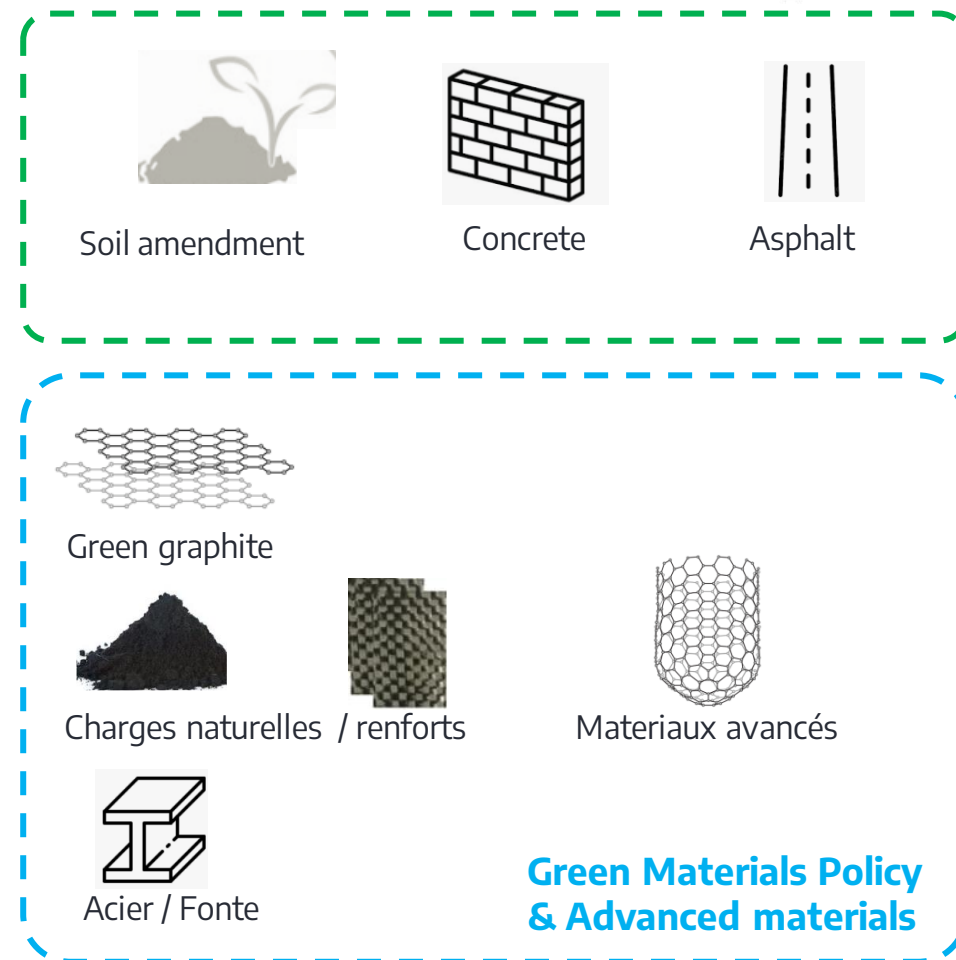 Soil amendment
Concrete
Asphalt
Green graphite
Charges naturelles / renforts
Materiaux avancés
Acier / Fonte
Green Materials Policy
& Advanced materials